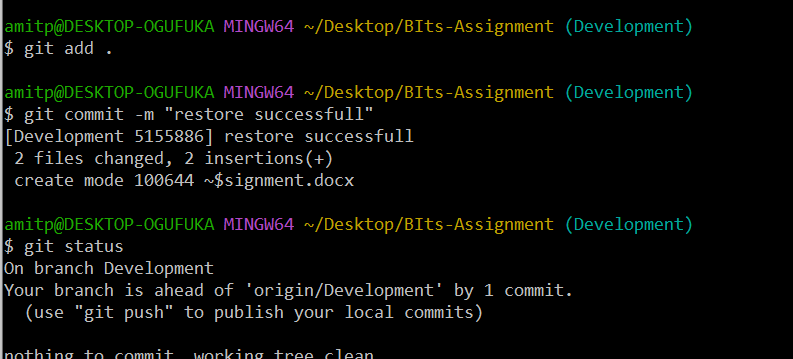 amitp@DESKTOP-OGUFUKA MINGW64 ~/Desktop/BIts-Assignment (Development)
$ git add .
amitp@DESKTOP-OGUFUKA MINGW64 ~/Desktop/BIts-Assignment (Development)
$ git commit -m "restore successfull"
[Development 5155886] restore successfull
 2 files changed, 2 insertions(+)
 create mode 100644 ~$signment.docx
amitp@DESKTOP-OGUFUKA MINGW64 ~/Desktop/BIts-Assignment (Development)
$ git status
On branch Development
Your branch is ahead of 'origin/Development' by 1 commit.
  (use "git push" to publish your local commits)
nothing to commit, working tree clean